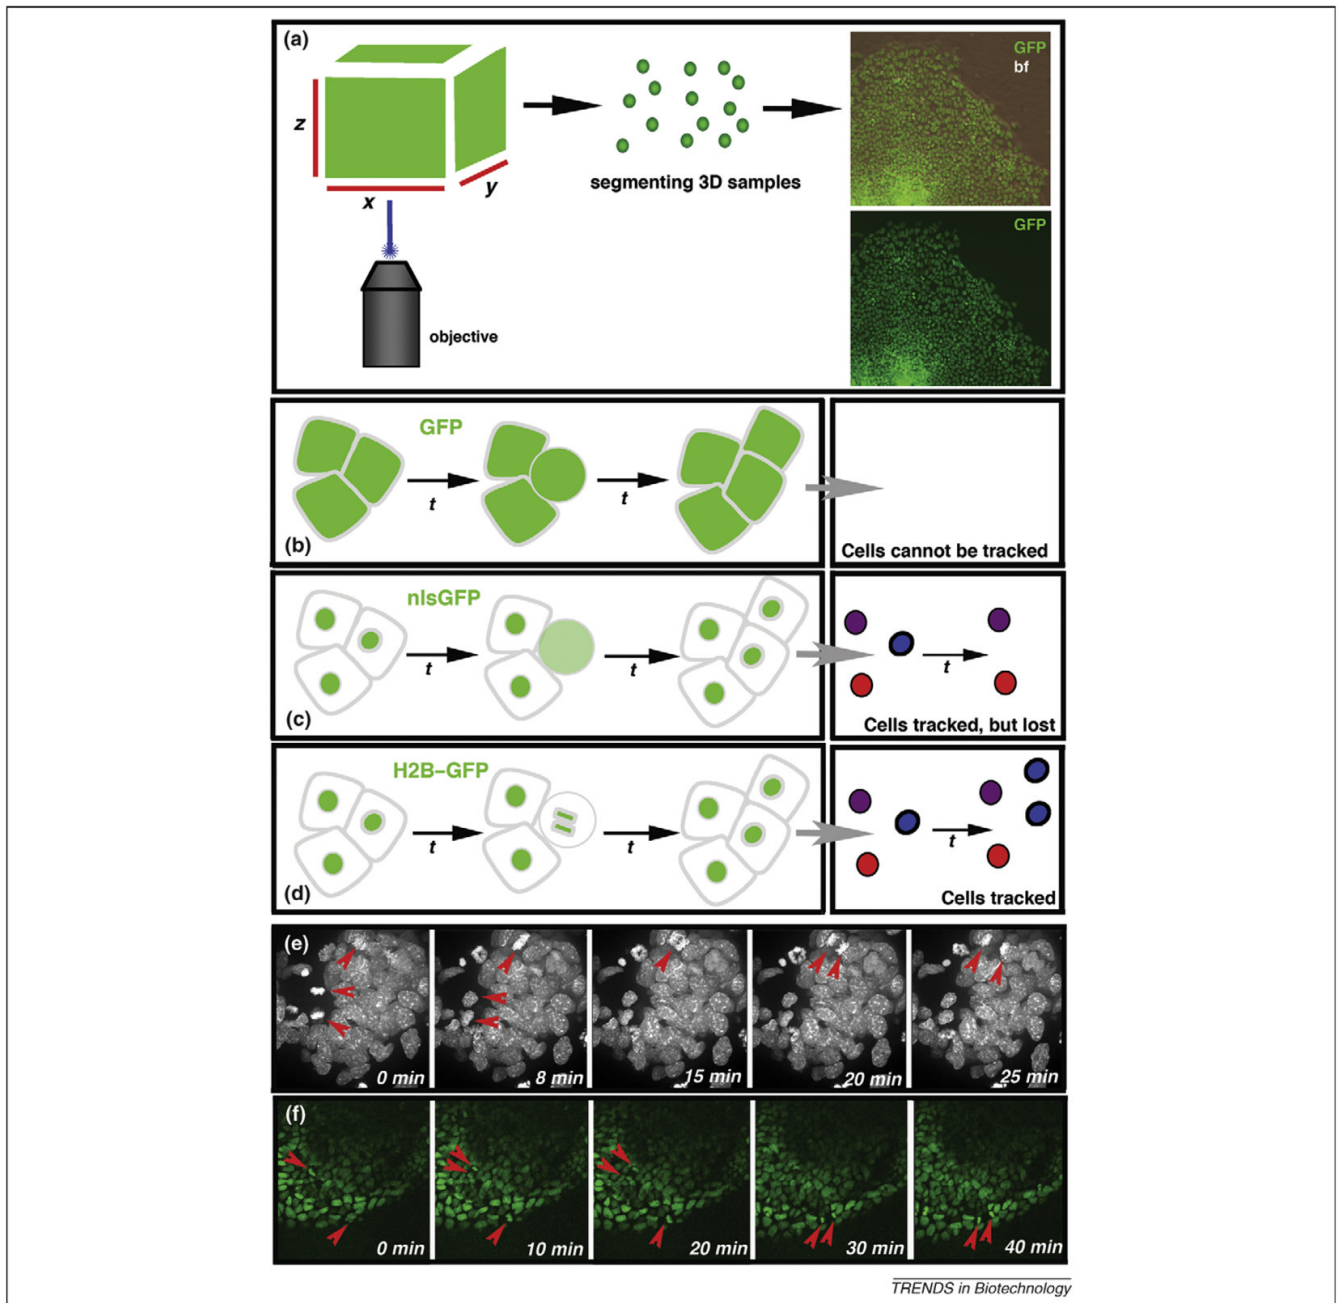 (a)
GFP
bf
z
x
y
segmenting 3D samples
objective
GFP
GFP
t
t
(b)
Cells cannot be tracked
nlsGFP
t
t
t
(c)
Cells tracked, but lost
H2B–GFP
t
t
t
(d)
Cells tracked
(e)
0 min
8 min
15 min
20 min
25 min
(f)
0 min
10 min
20 min
30 min
40 min
TRENDS in Biotechnology